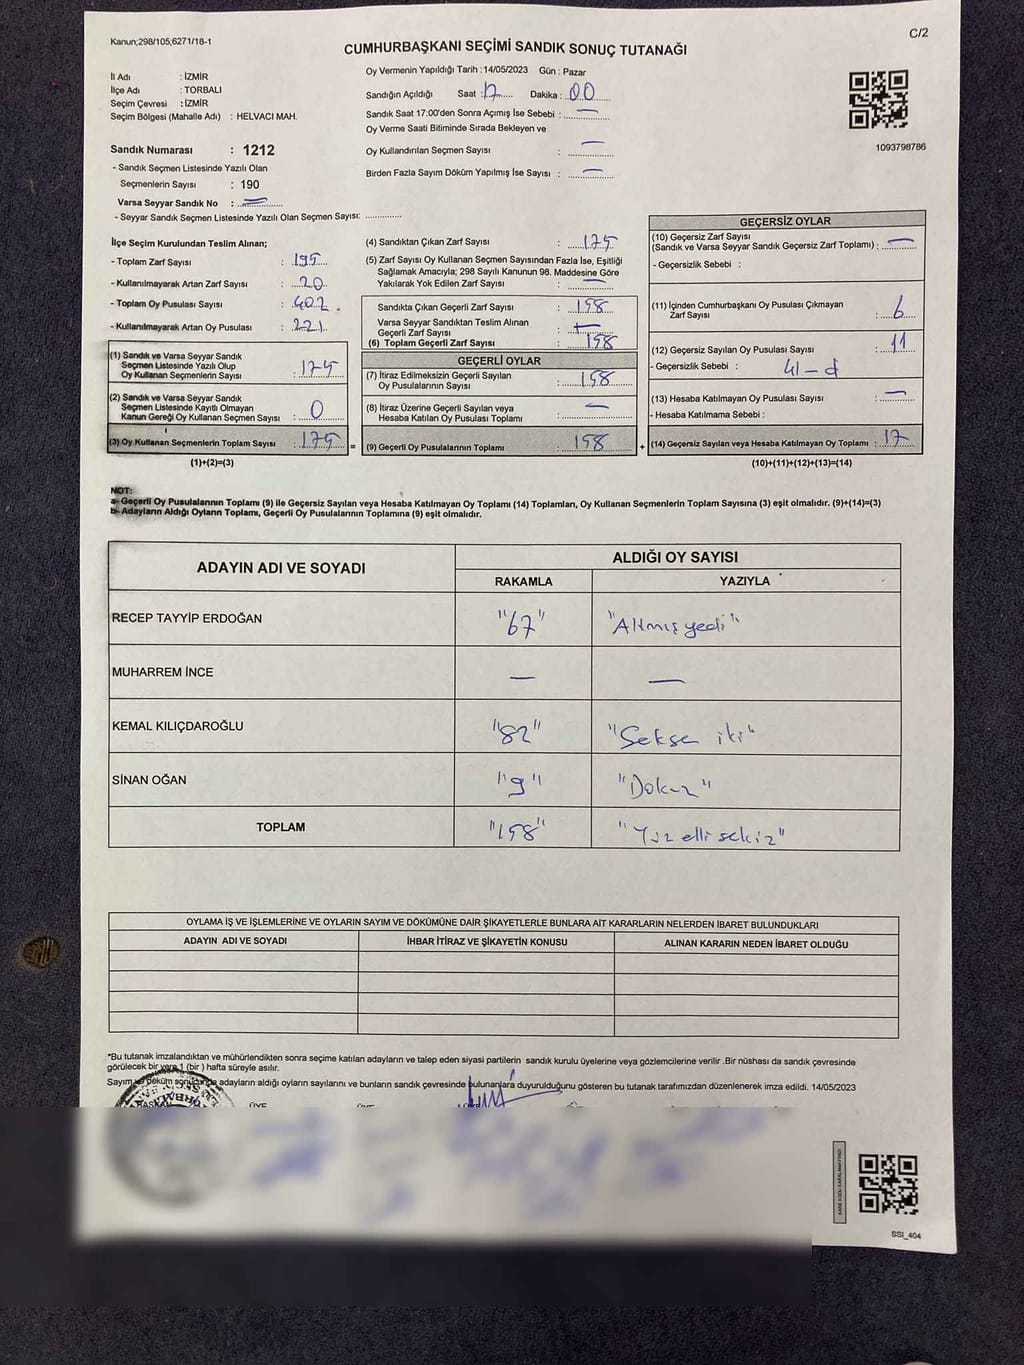 Kanun;298/105;6271/18-1
C/2
CUMHURBAŞKANI SEÇİMİ SANDIK SONUÇ TUTANAĞI
İl Adı : İZMİR
İlçe Adı : TORBALI
Seçim Çevresi : İZMİR
Seçim Bölgesi (Mahalle Adı) : HELVACI MAH.
Sandık Numarası : 1212
- Sandık Seçmen Listesinde Yazılı Olan
Seçmenlerin Sayısı : 190
Varsa Seyyar Sandık No : —
- Seyyar Sandık Seçmen Listesinde Yazılı Olan Seçmen Sayısı: ............
Oy Vermenin Yapıldığı Tarih : 14/05/2023 Gün : Pazar
Sandığın Açıldığı Saat : 17 Dakika : 00
Sandık Saat 17:00'den Sonra Açımış İse Sebebi : —
Oy Verme Saati Bitiminde Sırada Bekleyen ve
Oy Kullandırılan Seçmen Sayısı : —
Birden Fazla Sayım Döküm Yapılmış İse Sayısı : —
1093798786
İlçe Seçim Kurulundan Teslim Alınan;
- Toplam Zarf Sayısı : 195
- Kullanılmayarak Artan Zarf Sayısı : 20
- Toplam Oy Pusulası Sayısı : 402
- Kullanılmayarak Artan Oy Pusulası : 221
(1) Sandık ve Varsa Seyyar Sandık
Seçmen Listesinde Yazılı Olup
Oy Kullanan Seçmenlerin Sayısı : 175
(2) Sandık ve Varsa Seyyar Sandık
Seçmen Listesinde Kayıtlı Olmayan
Kanun Gereği Oy Kullanan Seçmen Sayısı : 0
(3) Oy Kullanan Seçmenlerin Toplam Sayısı : 175 =
(1)+(2)=(3)
(4) Sandıktan Çıkan Zarf Sayısı : 175
(5) Zarf Sayısı Oy Kullanan Seçmen Sayısından Fazla İse, Eşitliği
Sağlamak Amacıyla; 298 Sayılı Kanunun 98. Maddesine Göre
Yakılarak Yok Edilen Zarf Sayısı : —
Sandıkta Çıkan Geçerli Zarf Sayısı : 158
Varsa Seyyar Sandıktan Teslim Alınan
Geçerli Zarf Sayısı : —
(6) Toplam Geçerli Zarf Sayısı : 158
GEÇERLİ OYLAR
(7) İtiraz Edilmeksizin Geçerli Sayılan
Oy Pusulalarının Sayısı : 158
(8) İtiraz Üzerine Geçerli Sayılan veya
Hesaba Katılan Oy Pusulası Toplamı : —
(9) Geçerli Oy Pusulalarının Toplamı : 158 +
GEÇERSİZ OYLAR
(10) Geçersiz Zarf Sayısı
(Sandık ve Varsa Seyyar Sandık Geçersiz Zarf Toplamı) : —
- Geçersizlik Sebebi :
(11) İçinden Cumhurbaşkanı Oy Pusulası Çıkmayan
Zarf Sayısı : 6
(12) Geçersiz Sayılan Oy Pusulası Sayısı : 11
- Geçersizlik Sebebi : 41-d
(13) Hesaba Katılmayan Oy Pusulası Sayısı : —
- Hesaba Katılmama Sebebi :
(14) Geçersiz Sayılan veya Hesaba Katılmayan Oy Toplamı : 17
(10)+(11)+(12)+(13)=(14)
NOT:
a- Geçerli Oy Pusulalarının Toplamı (9) ile Geçersiz Sayılan veya Hesaba Katılmayan Oy Toplamı (14) Toplamları, Oy Kullanan Seçmenlerin Toplam Sayısına (3) eşit olmalıdır. (9)+(14)=(3)
b- Adayların Aldığı Oyların Toplamı, Geçerli Oy Pusulalarının Toplamına (9) eşit olmalıdır.
ADAYIN ADI VE SOYADI
ALDIĞI OY SAYISI
RAKAMLA YAZIYLA
RECEP TAYYİP ERDOĞAN "67" "Altmış yedi"
MUHARREM İNCE — —
KEMAL KILIÇDAROĞLU "82" "Seksen iki"
SİNAN OĞAN "9" "Dokuz"
TOPLAM "158" "Yüz elli sekiz"
OYLAMA İŞ VE İŞLEMLERİNE VE OYLARIN SAYIM VE DÖKÜMÜNE DAİR ŞİKAYETLERLE BUNLARA AİT KARARLARIN NELERDEN İBARET BULUNDUKLARI
ADAYIN ADI VE SOYADI İHBAR İTİRAZ VE ŞİKAYETİN KONUSU ALINAN KARARIN NEDEN İBARET OLDUĞU
*Bu tutanak imzalandıktan ve mühürlendikten sonra seçime katılan adayların ve talep eden siyasi partilerin sandık kurulu üyelerine veya gözlemcilerine verilir .Bir nüshası da sandık çevresinde
görülecek bir yere 1 (bir ) hafta süreyle asılır.
Sayım ve döküm sonucunda adayların aldığı oyların sayılarını ve bunların sandık çevresinde bulunanlara duyurulduğunu gösteren bu tutanak tarafımızdan düzenlenerek imza edildi. 14/05/2023
SSİ_404